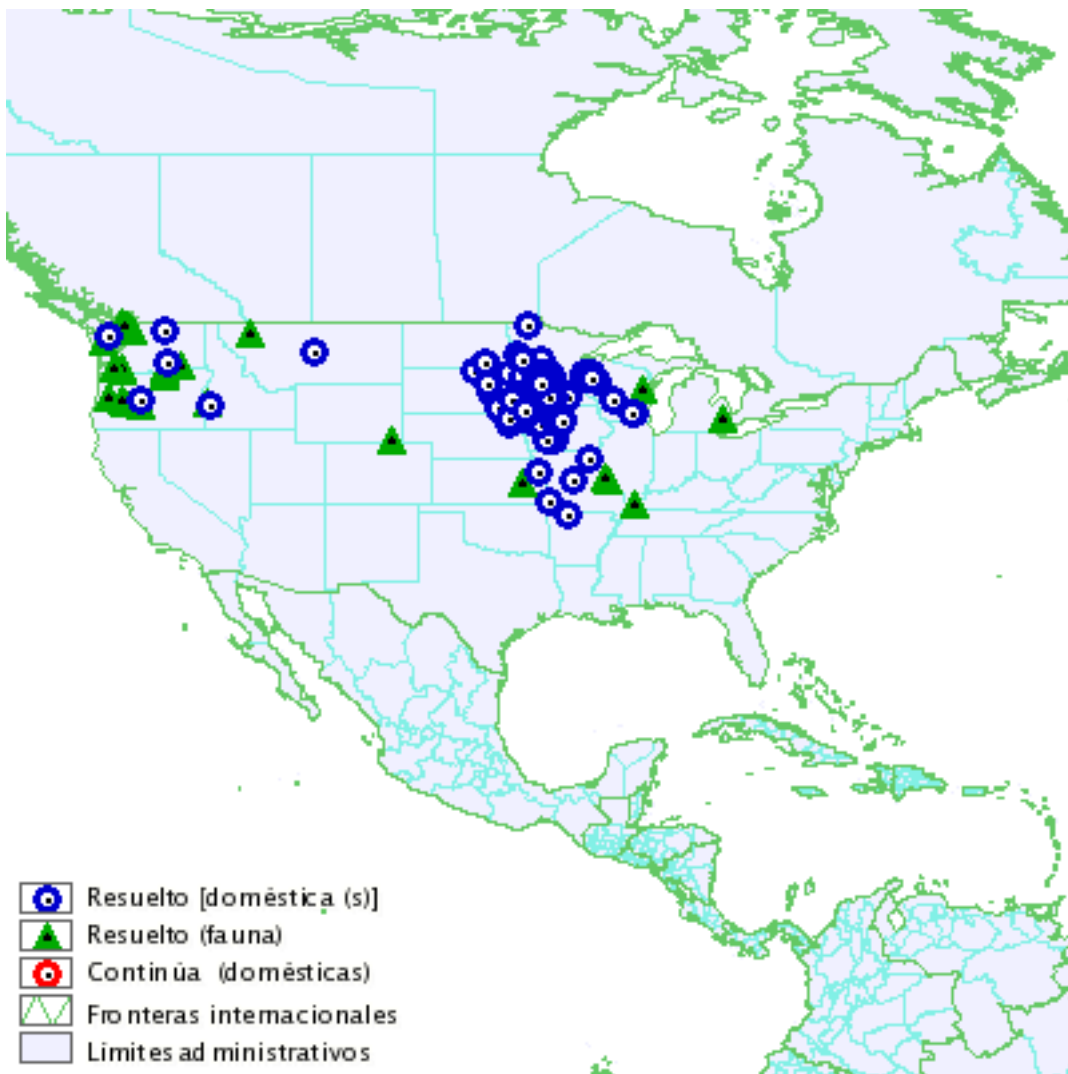 Resuelto [doméstica (s)]
Resuelto (fauna)
Continúa (domésticas)
Fronteras internacionales
Límites administrativos